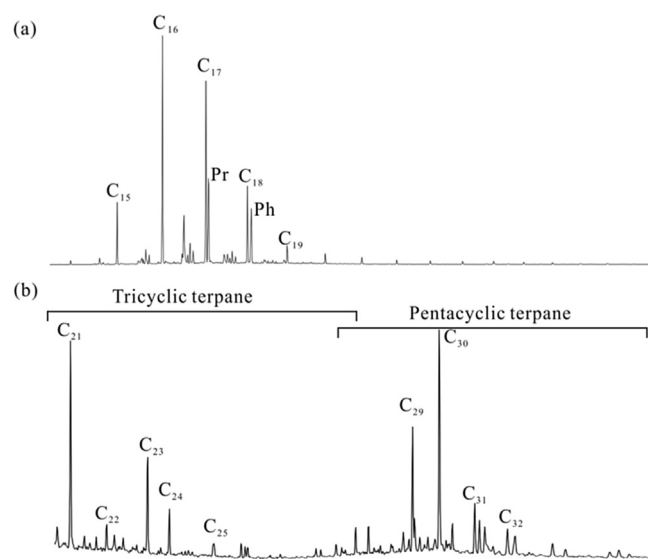 (a)
C₁₆
C₁₇
Pr
C₁₈
C₁₅
Ph
C₁₉
(b)
Tricyclic terpane
Pentacyclic terpane
C₂₁
C₃₀
C₂₉
C₂₃
C₂₄
C₃₁
C₂₂
C₂₅
C₃₂